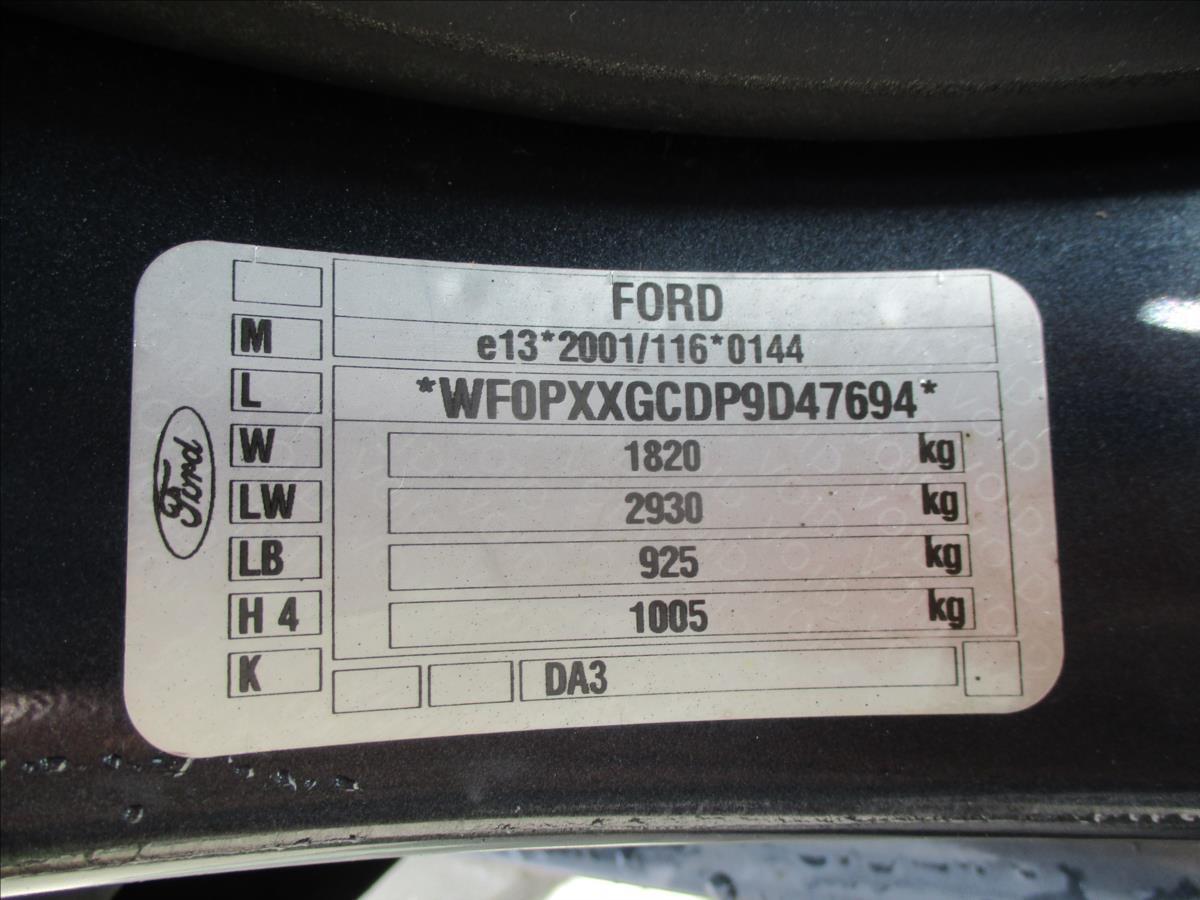 FORD
M e13*2001/116*0144
L *WF0PXXGCDP9D47694*
W 1820 kg
LW 2930 kg
LB 925 kg
H 4 1005 kg
K DA3
Ford